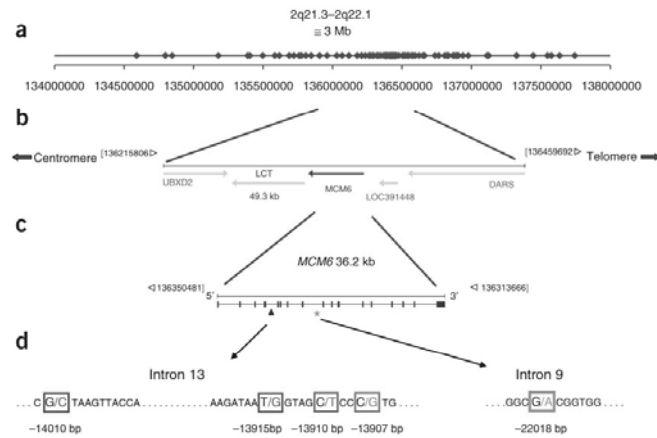 a
2q21.3–2q22.1
≅ 3 Mb
134000000 134500000 135000000 135500000 136000000 136500000 137000000 137500000 138000000
b
Centromere [136215806> [136459692> Telomere
UBXD2 LCT MCM6 LOC391448 DARS
49.3 kb
c
MCM6 36.2 kb
<136350481] <136313666]
5′ 3′
*
d
Intron 13 Intron 9
.... C G/C TAAGTTACCA ................ AAGATAA T/G GTAG C/T CC C/G TG .... .... GGC G/A CGGTGG ....
−14010 bp −13915bp −13910 bp −13907 bp −22018 bp